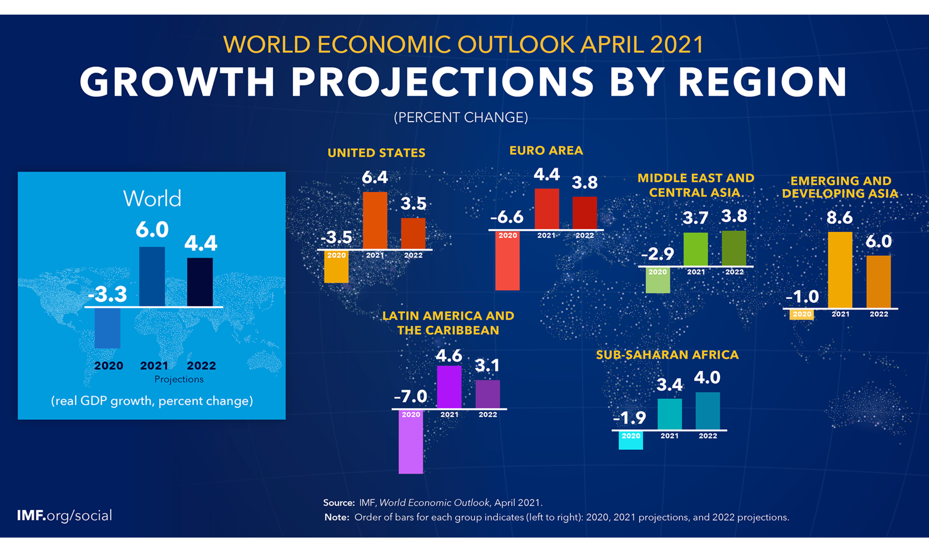 WORLD ECONOMIC OUTLOOK APRIL 2021
GROWTH PROJECTIONS BY REGION
(PERCENT CHANGE)
World
6.0
4.4
-3.3
2020 2021 2022
Projections
(real GDP growth, percent change)
UNITED STATES
6.4
3.5
-3.5
2020 2021 2022
EURO AREA
4.4
3.8
-6.6
2020 2021 2022
MIDDLE EAST AND
CENTRAL ASIA
3.7 3.8
-2.9
2020 2021 2022
EMERGING AND
DEVELOPING ASIA
8.6
6.0
-1.0
2020 2021 2022
LATIN AMERICA AND
THE CARIBBEAN
4.6
3.1
-7.0
2020 2021 2022
SUB-SAHARAN AFRICA
3.4 4.0
-1.9
2020 2021 2022
Source: IMF, World Economic Outlook, April 2021.
Note: Order of bars for each group indicates (left to right): 2020, 2021 projections, and 2022 projections.
IMF.org/social